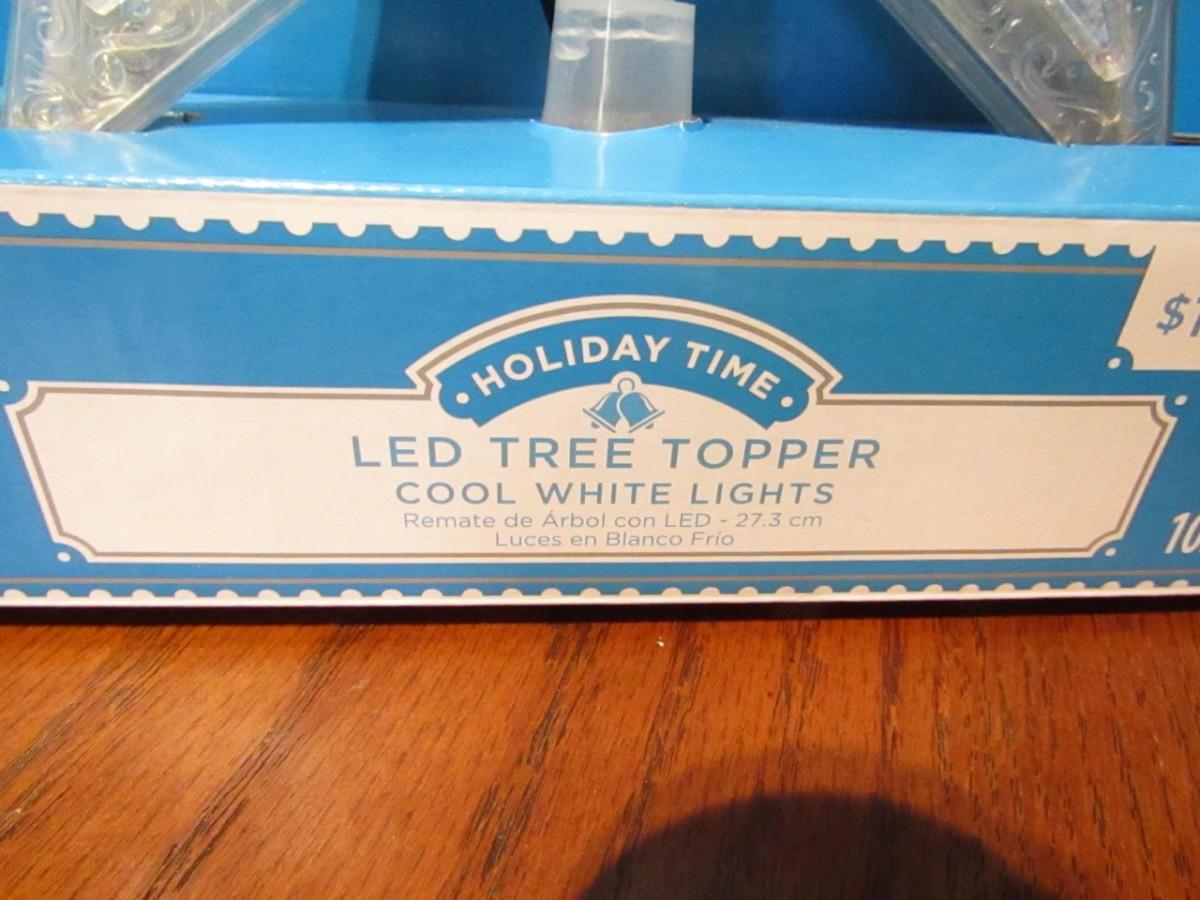 HOLIDAY TIME
LED TREE TOPPER
COOL WHITE LIGHTS
Remate de Árbol con LED - 27.3 cm
Luces en Blanco Frío